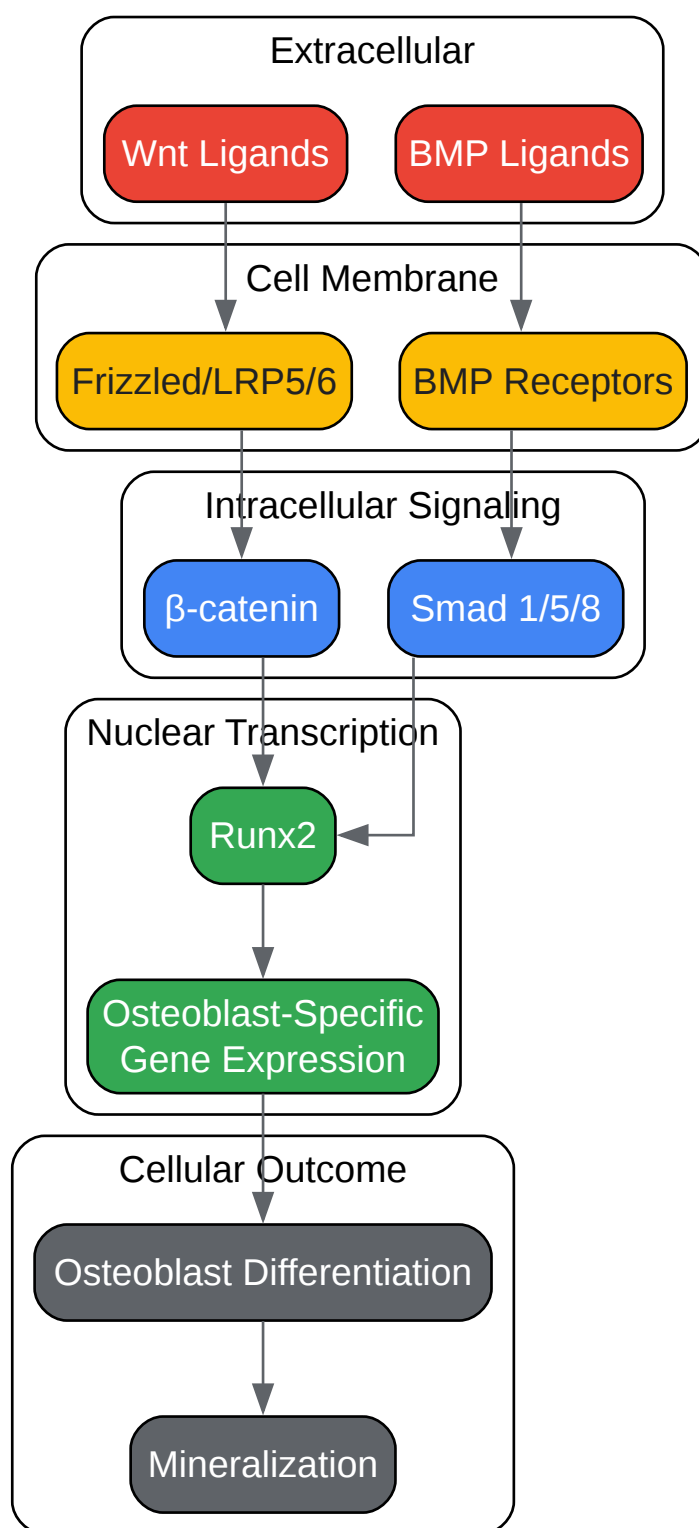 Extracellular
Wnt Ligands
BMP Ligands
Cell Membrane
Frizzled/LRP5/6
BMP Receptors
Intracellular Signaling
β-catenin
Smad 1/5/8
Nuclear Transcription
Runx2
Osteoblast-Specific
Gene Expression
Cellular Outcome
Osteoblast Differentiation
Mineralization